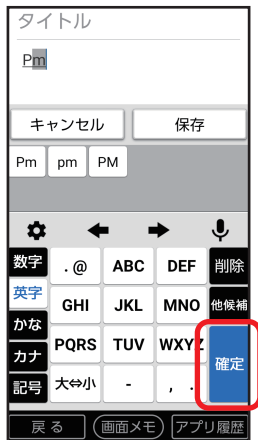 タイトル
Pm
キャンセル 保存
Pm pm PM
数字 .@ ABC DEF 削除
英字 GHI JKL MNO 他候補
かな
カナ PQRS TUV WXYZ 確定
記号 大⇔小 - , .
戻る 画面メモ アプリ履歴